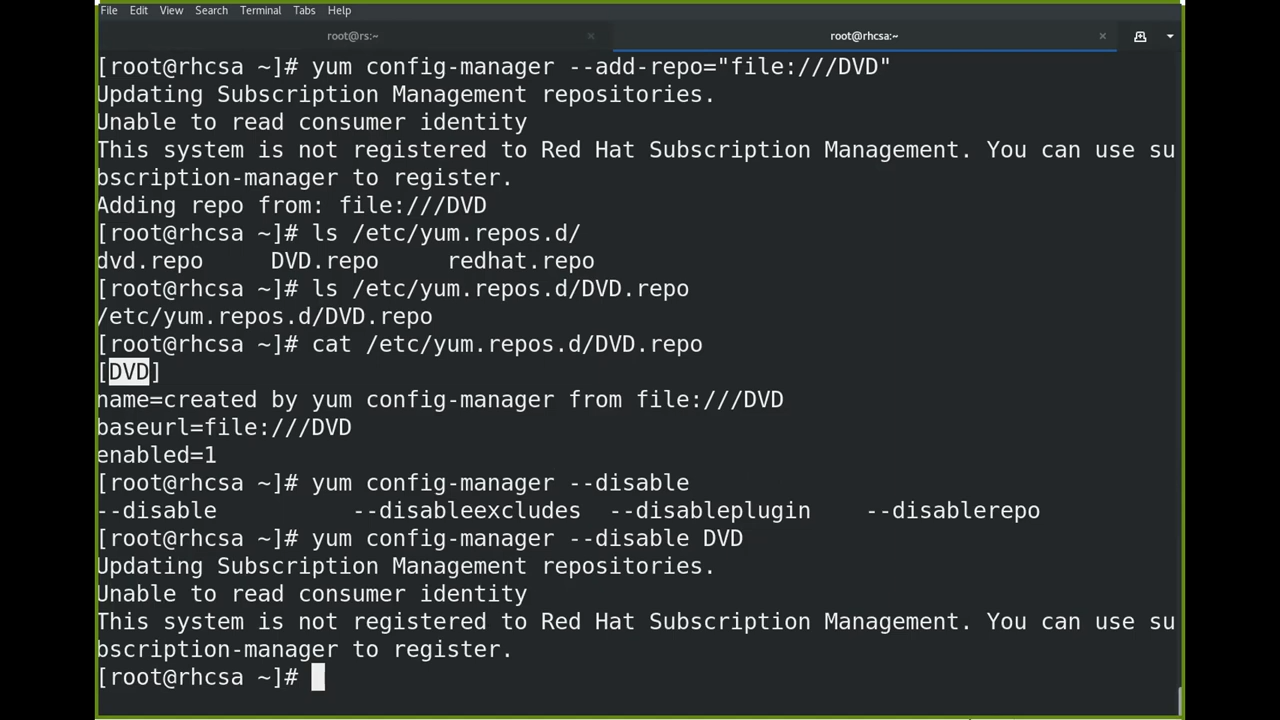 File Edit View Search Terminal Tabs Help
root@rs:~ × root@rhcsa:~ ×
[root@rhcsa ~]# yum config-manager --add-repo="file:///DVD"
Updating Subscription Management repositories.
Unable to read consumer identity
This system is not registered to Red Hat Subscription Management. You can use su
bscription-manager to register.
Adding repo from: file:///DVD
[root@rhcsa ~]# ls /etc/yum.repos.d/
dvd.repo     DVD.repo     redhat.repo
[root@rhcsa ~]# ls /etc/yum.repos.d/DVD.repo
/etc/yum.repos.d/DVD.repo
[root@rhcsa ~]# cat /etc/yum.repos.d/DVD.repo
[DVD]
name=created by yum config-manager from file:///DVD
baseurl=file:///DVD
enabled=1
[root@rhcsa ~]# yum config-manager --disable
--disable          --disableexcludes  --disableplugin    --disablerepo
[root@rhcsa ~]# yum config-manager --disable DVD
Updating Subscription Management repositories.
Unable to read consumer identity
This system is not registered to Red Hat Subscription Management. You can use su
bscription-manager to register.
[root@rhcsa ~]#